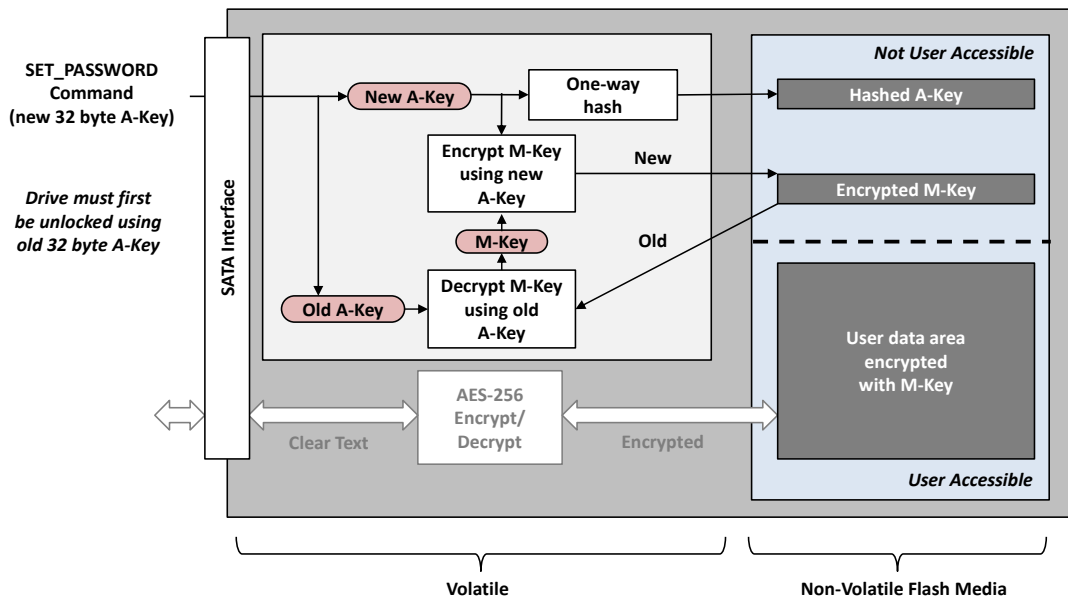 SET_PASSWORD
Command
(new 32 byte A-Key)
Drive must first
be unlocked using
old 32 byte A-Key
SATA Interface
New A-Key
One-way
hash
Encrypt M-Key
using new
A-Key
M-Key
Old A-Key
Decrypt M-Key
using old
A-Key
New
Old
Not User Accessible
Hashed A-Key
Encrypted M-Key
User data area
encrypted
with M-Key
User Accessible
Clear Text
AES-256
Encrypt/
Decrypt
Encrypted
Volatile
Non-Volatile Flash Media